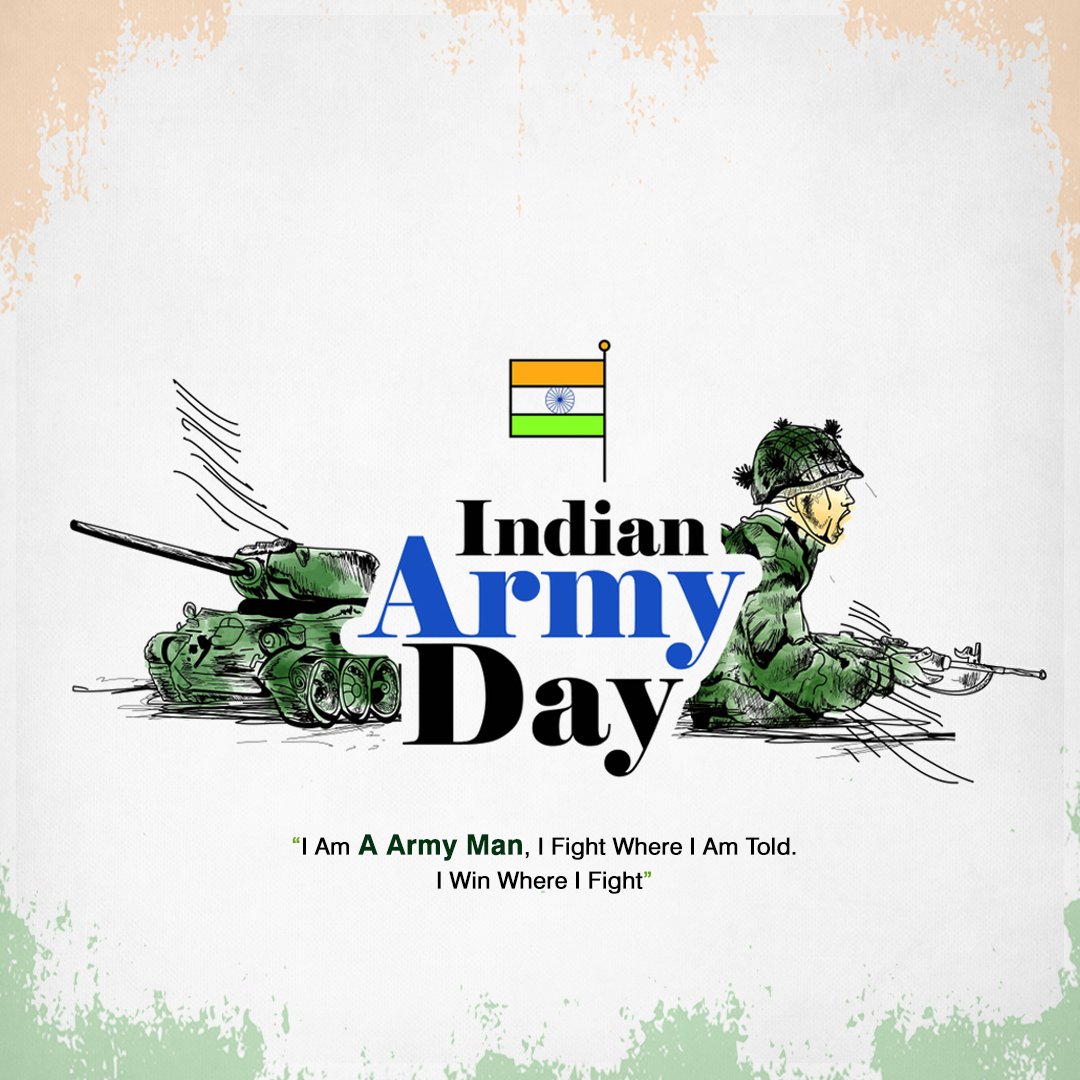 Indian
Army
Day
“I Am A Army Man, I Fight Where I Am Told.
I Win Where I Fight”